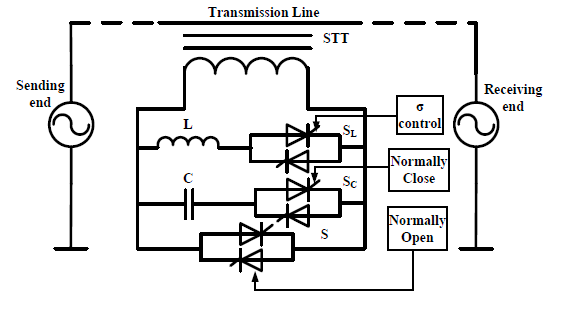 Transmission Line
STT
Sending
end
Receiving
end
L
SL
σ
control
C
SC
Normally
Close
S
Normally
Open